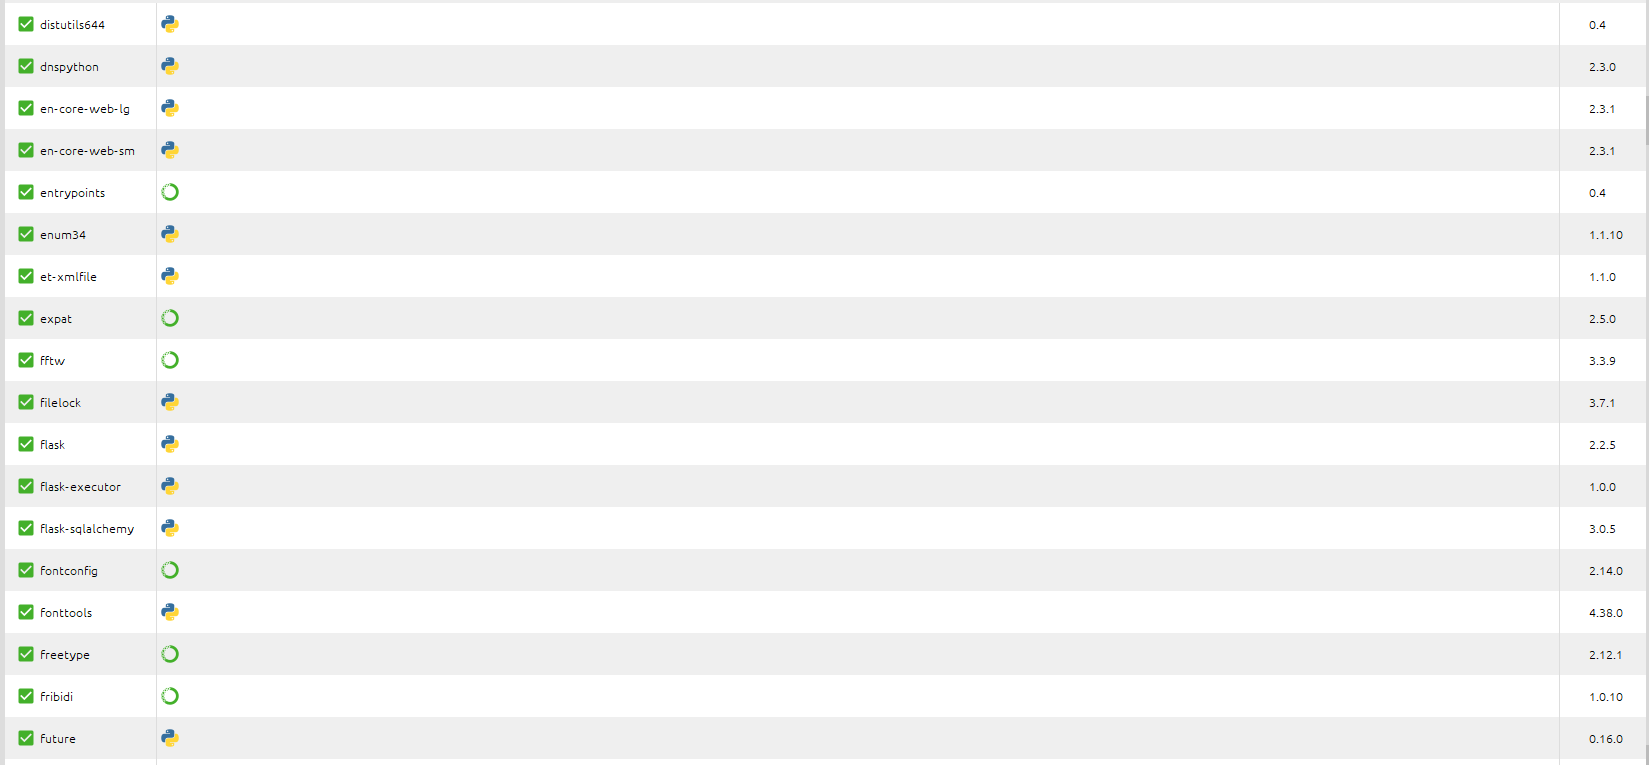 distutils644 0.4
dnspython 2.3.0
en-core-web-lg 2.3.1
en-core-web-sm 2.3.1
entrypoints 0.4
enum34 1.1.10
et-xmlfile 1.1.0
expat 2.5.0
fftw 3.3.9
filelock 3.7.1
flask 2.2.5
flask-executor 1.0.0
flask-sqlalchemy 3.0.5
fontconfig 2.14.0
fonttools 4.38.0
freetype 2.12.1
fribidi 1.0.10
future 0.16.0